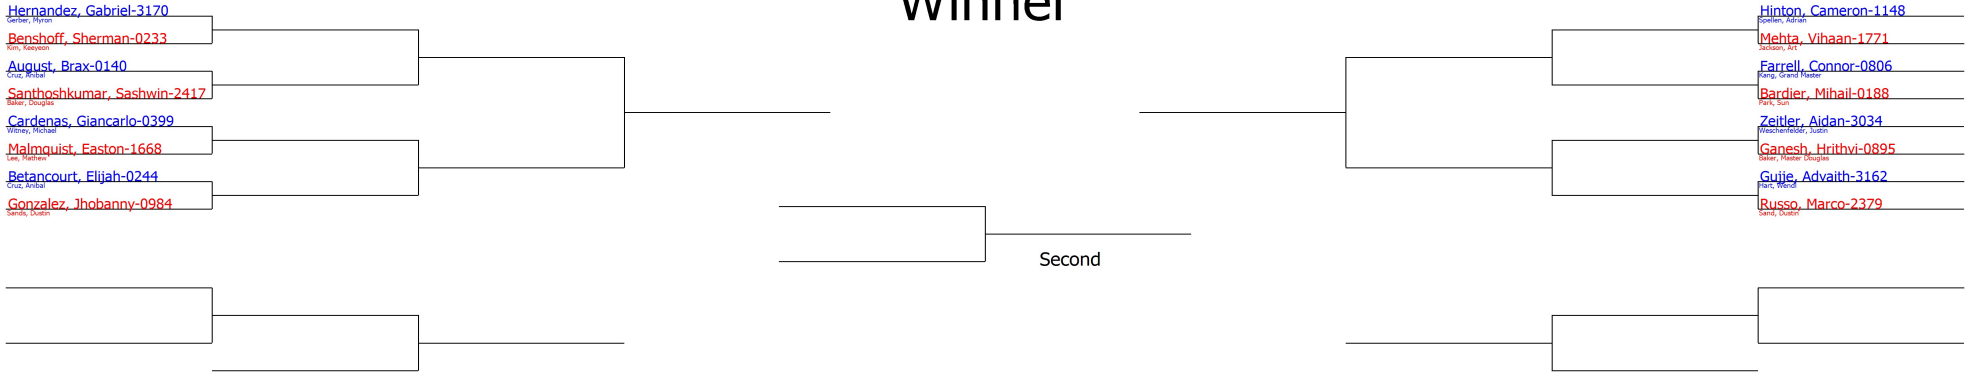 Winner
Hernandez, Gabriel-3170
Gerber, Myron
Benshoff, Sherman-0233
Kim, Keeyeon
August, Brax-0140
Cruz, Anibal
Santhoshkumar, Sashwin-2417
Baker, Douglas
Cardenas, Giancarlo-0399
Witney, Michael
Malmquist, Easton-1668
Lee, Mathew
Betancourt, Elijah-0244
Cruz, Anibal
Gonzalez, Jhobanny-0984
Sands, Dustin
Hinton, Cameron-1148
Spellen, Adrian
Mehta, Vihaan-1771
Jackson, Art
Farrell, Connor-0806
Kang, Grand Master
Bardier, Mihail-0188
Park, Sun
Zeitler, Aidan-3034
Weschenfelder, Justin
Ganesh, Hrithvi-0895
Baker, Master Douglas
Gujje, Advaith-3162
Hart, Wendi
Russo, Marco-2379
Sand, Dustin
Second